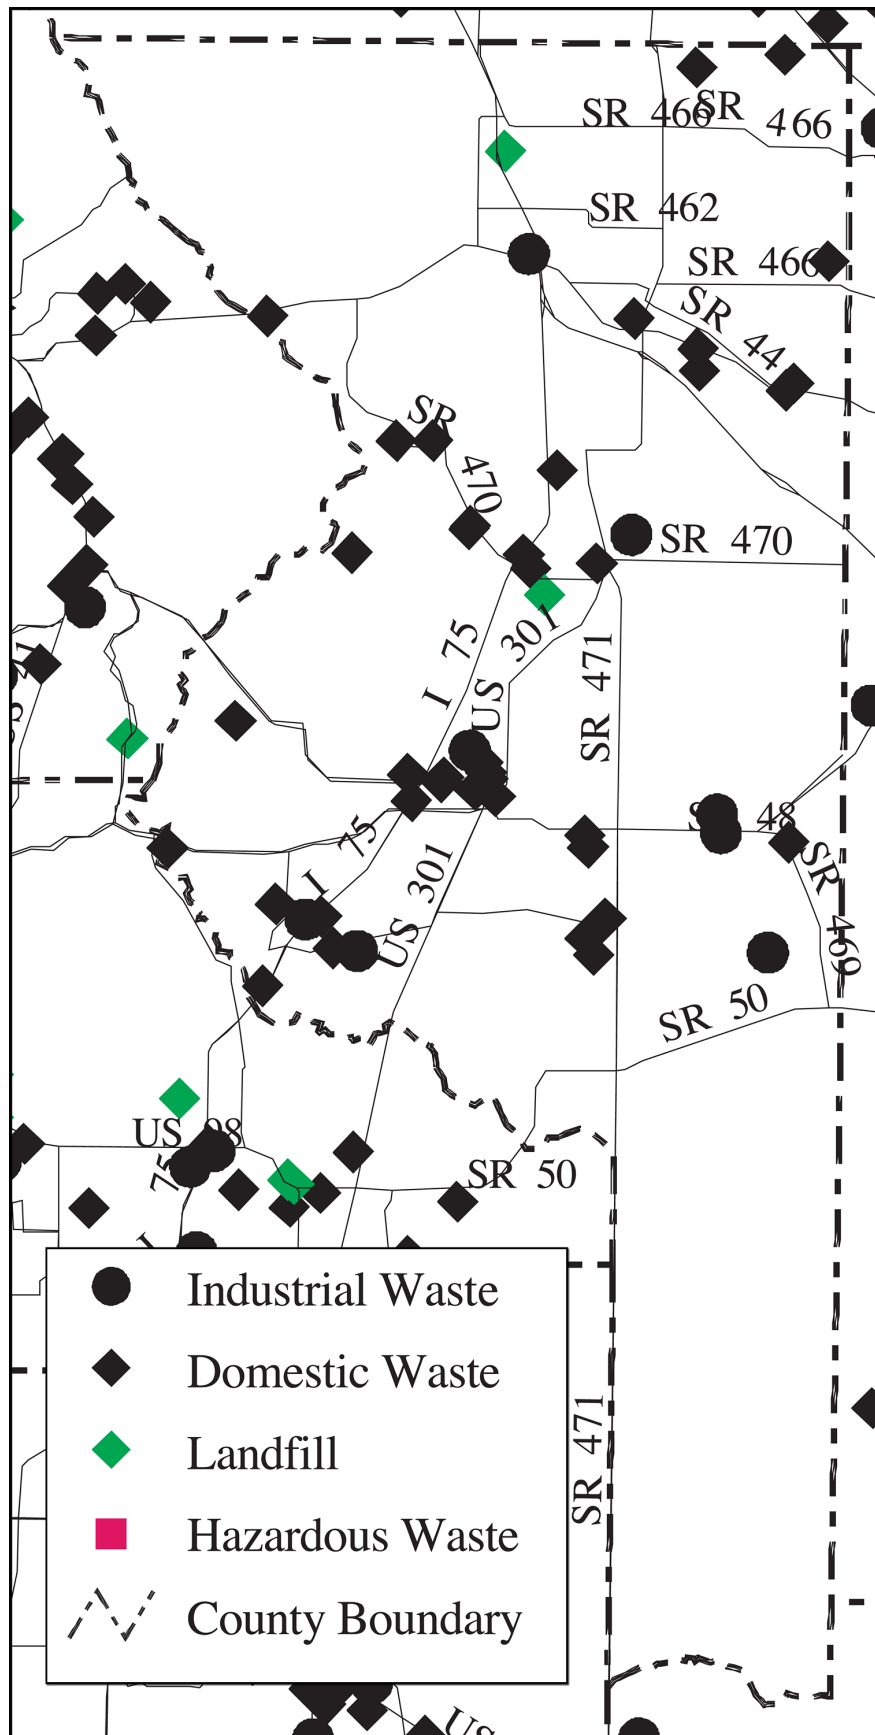 SR 466
SR 466
SR 462
SR 466
SR 44
SR 470
SR 470
I 75
US 301
SR 471
48
I 75
US 301
SR 469
SR 50
US 98
75
SR 50
I
Industrial Waste
Domestic Waste
Landfill
Hazardous Waste
County Boundary
SR 471
US